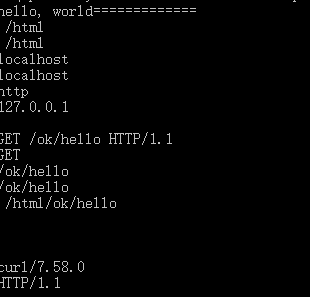 hello, world=============
/html
/html
localhost
localhost
http
127.0.0.1
GET /ok/hello HTTP/1.1
GET
/ok/hello
/ok/hello
/html/ok/hello
curl/7.58.0
HTTP/1.1